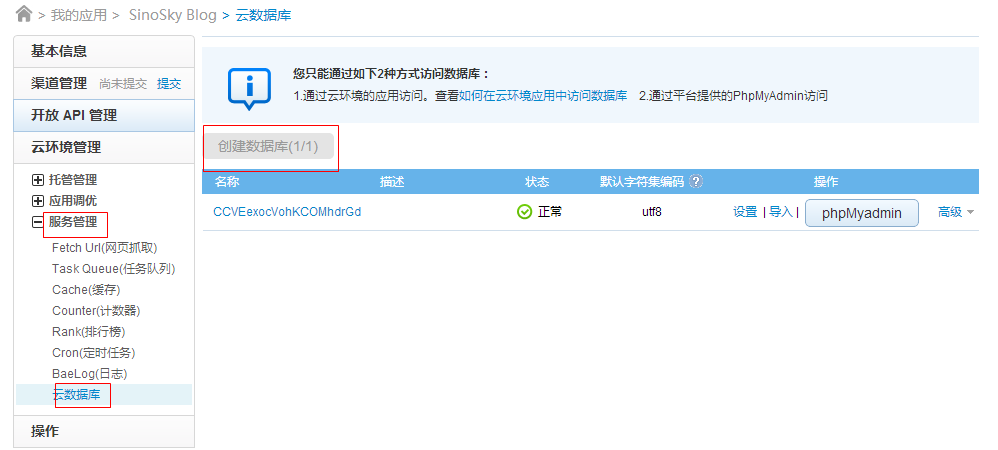 > 我的应用 > SinoSky Blog > 云数据库
基本信息
渠道管理 尚未提交 提交
开放 API 管理
云环境管理
托管管理
应用调优
服务管理
Fetch Url(网页抓取)
Task Queue(任务队列)
Cache(缓存)
Counter(计数器)
Rank(排行榜)
Cron(定时任务)
BaeLog(日志)
云数据库
操作
您只能通过如下2种方式访问数据库：
1.通过云环境的应用访问。查看如何在云环境应用中访问数据库 2.通过平台提供的PhpMyAdmin访问
创建数据库(1/1)
名称 描述 状态 默认字符集编码 ? 操作
CCVEexocVohKCOMhdrGd 正常 utf8 设置 | 导入 | phpMyadmin 高级